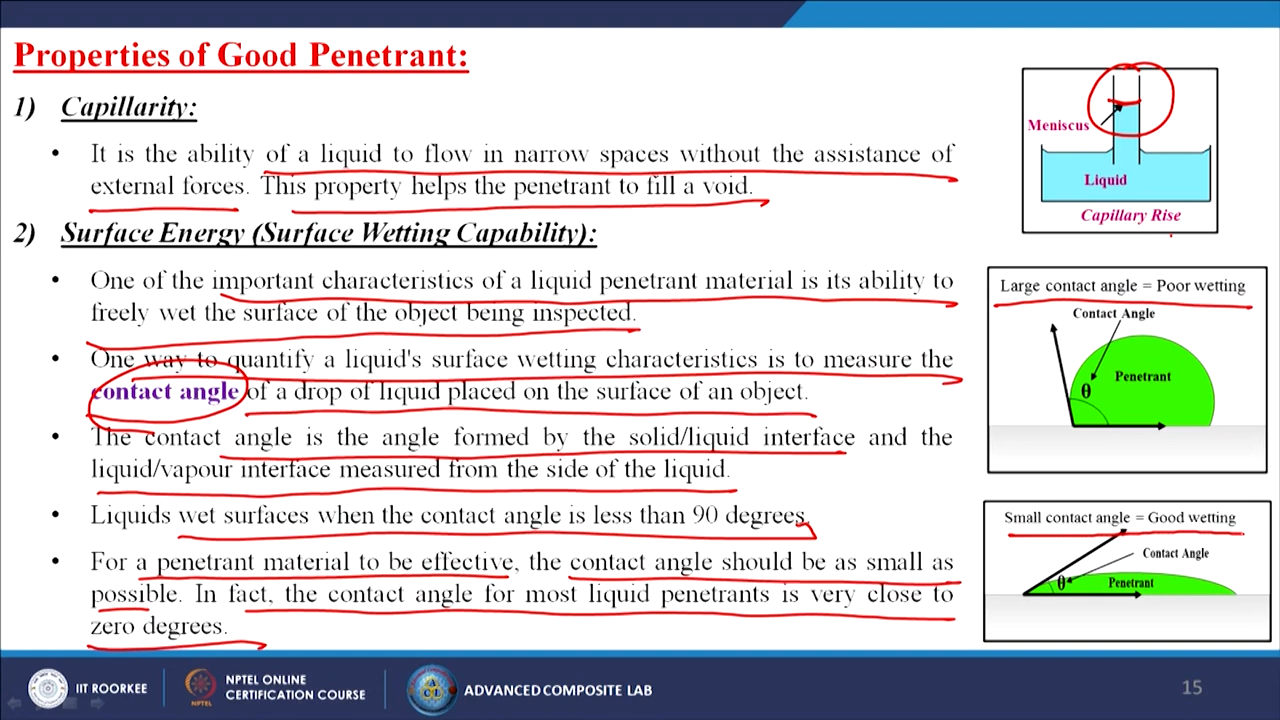 Properties of Good Penetrant:
1) Capillarity:
• It is the ability of a liquid to flow in narrow spaces without the assistance of
external forces. This property helps the penetrant to fill a void.
2) Surface Energy (Surface Wetting Capability):
• One of the important characteristics of a liquid penetrant material is its ability to
freely wet the surface of the object being inspected.
• One way to quantify a liquid's surface wetting characteristics is to measure the
contact angle of a drop of liquid placed on the surface of an object.
• The contact angle is the angle formed by the solid/liquid interface and the
liquid/vapour interface measured from the side of the liquid.
• Liquids wet surfaces when the contact angle is less than 90 degrees.
• For a penetrant material to be effective, the contact angle should be as small as
possible. In fact, the contact angle for most liquid penetrants is very close to
zero degrees.
Meniscus
Liquid
Capillary Rise
Large contact angle = Poor wetting
Contact Angle
Penetrant
θ
Small contact angle = Good wetting
Contact Angle
θ
Penetrant
IIT ROORKEE
NPTEL
NPTEL ONLINE
CERTIFICATION COURSE
ACL
ADVANCED COMPOSITE LAB
15